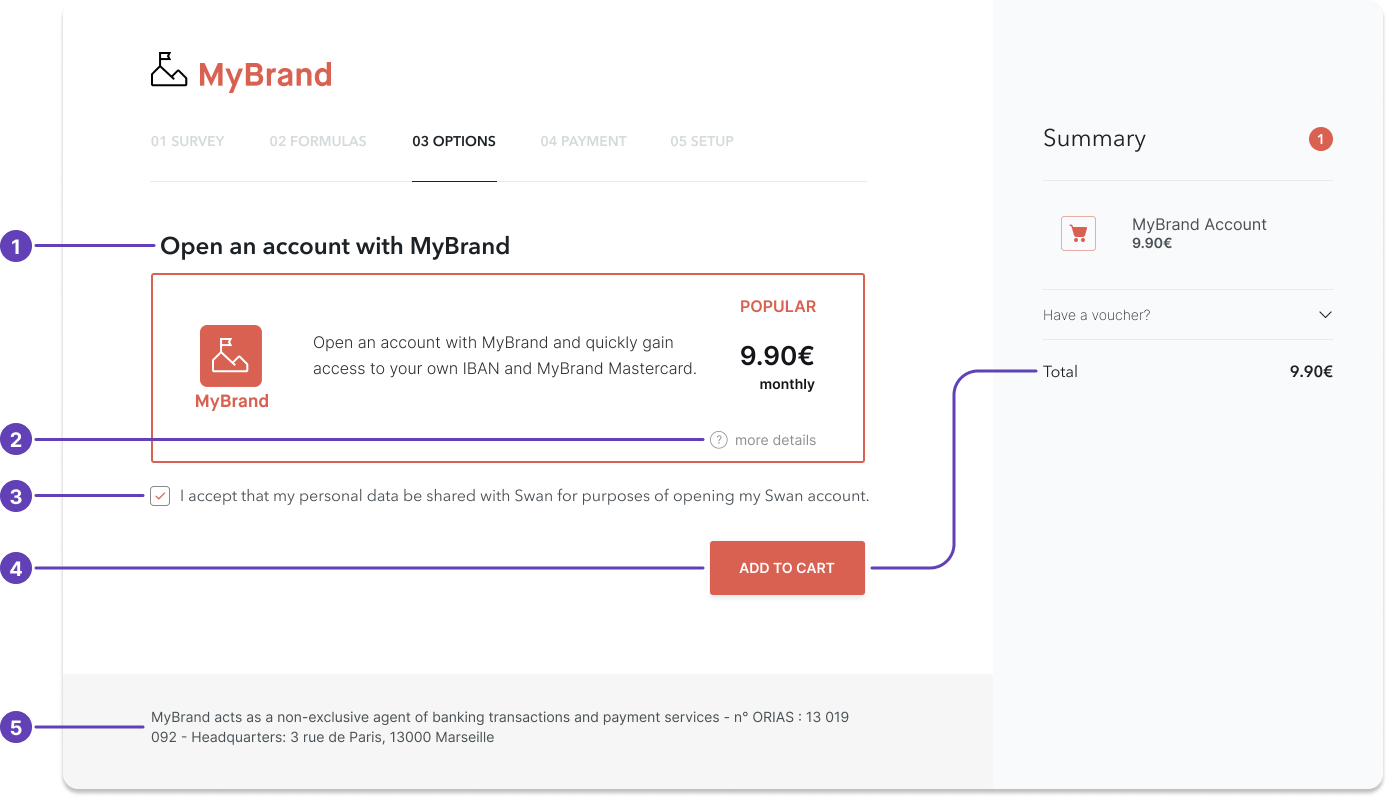 MyBrand
01 SURVEY 02 FORMULAS 03 OPTIONS 04 PAYMENT 05 SETUP
1
Open an account with MyBrand
POPULAR
Open an account with MyBrand and quickly gain
access to your own IBAN and MyBrand Mastercard.
9.90€
monthly
MyBrand
2
? more details
3
I accept that my personal data be shared with Swan for purposes of opening my Swan account.
4
ADD TO CART
5
MyBrand acts as a non-exclusive agent of banking transactions and payment services - n° ORIAS : 13 019
092 - Headquarters: 3 rue de Paris, 13000 Marseille
Summary 1
MyBrand Account
9.90€
Have a voucher?
Total 9.90€